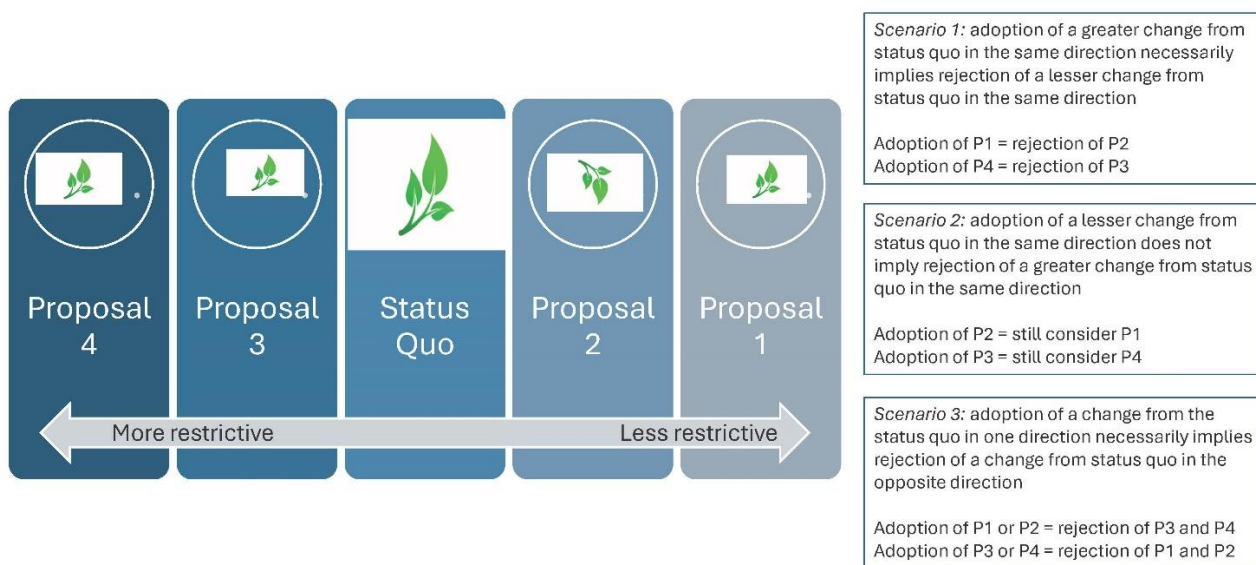 Proposal
4
Proposal
3
Status
Quo
Proposal
2
Proposal
1
More restrictive
Less restrictive
Scenario 1: adoption of a greater change from
status quo in the same direction necessarily
implies rejection of a lesser change from
status quo in the same direction
Adoption of P1 = rejection of P2
Adoption of P4 = rejection of P3
Scenario 2: adoption of a lesser change from
status quo in the same direction does not
imply rejection of a greater change from status
quo in the same direction
Adoption of P2 = still consider P1
Adoption of P3 = still consider P4
Scenario 3: adoption of a change from the
status quo in one direction necessarily implies
rejection of a change from status quo in the
opposite direction
Adoption of P1 or P2 = rejection of P3 and P4
Adoption of P3 or P4 = rejection of P1 and P2